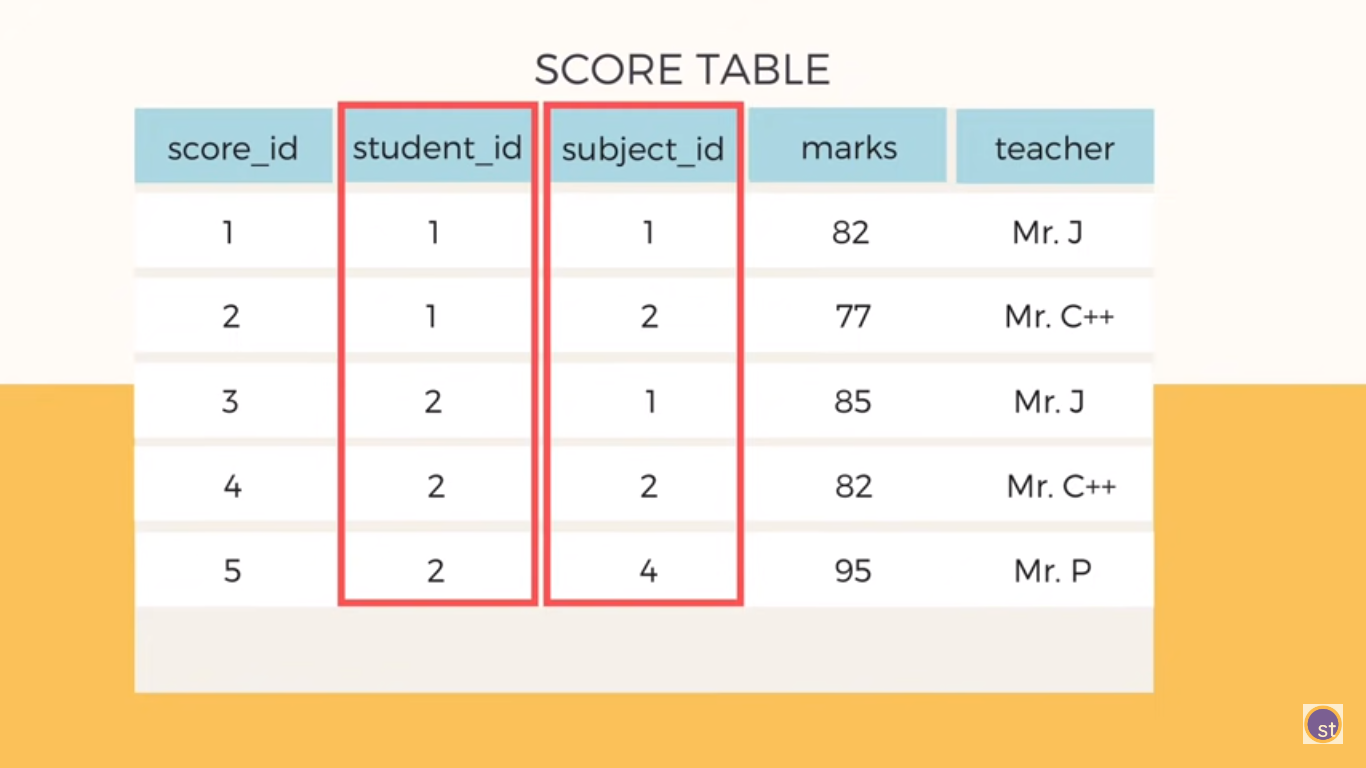 SCORE TABLE
score_id student_id subject_id marks teacher
1 1 1 82 Mr. J
2 1 2 77 Mr. C++
3 2 1 85 Mr. J
4 2 2 82 Mr. C++
5 2 4 95 Mr. P
st